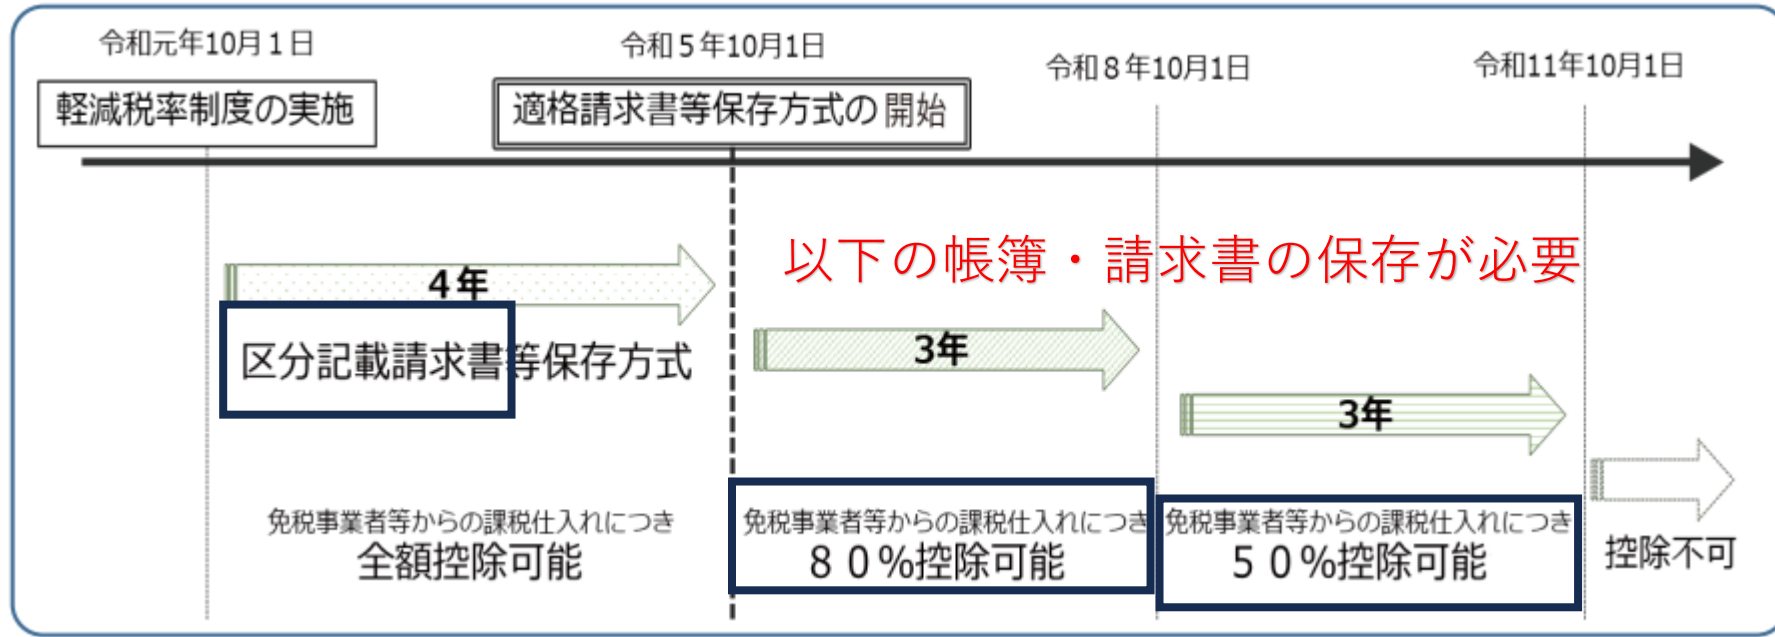 令和元年10月１日
令和５年10月1日
令和８年10月1日
令和11年10月1日
軽減税率制度の実施
適格請求書等保存方式の 開始
以下の帳簿・請求書の保存が必要
４年
3年
3年
区分記載請求書等保存方式
免税事業者等からの課税仕入れにつき
全額控除可能
免税事業者等からの課税仕入れにつき
８０%控除可能
免税事業者等からの課税仕入れにつき
５０%控除可能
控除不可